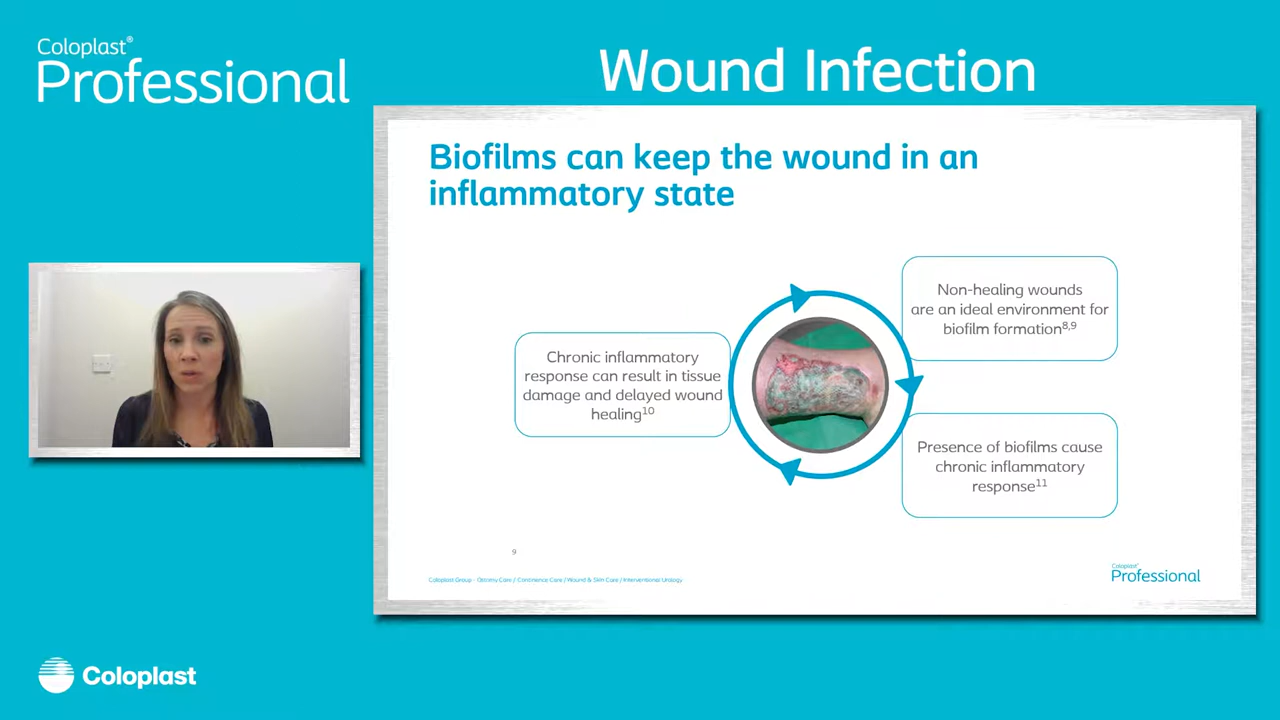 Coloplast®
Professional
Wound Infection
Biofilms can keep the wound in an
inflammatory state
Non-healing wounds
are an ideal environment for
biofilm formation8,9
Chronic inflammatory
response can result in tissue
damage and delayed wound
healing10
Presence of biofilms cause
chronic inflammatory
response11
9
Coloplast Group - Ostomy Care / Continence Care / Wound & Skin Care / Interventional Urology
Coloplast®
Professional
Coloplast